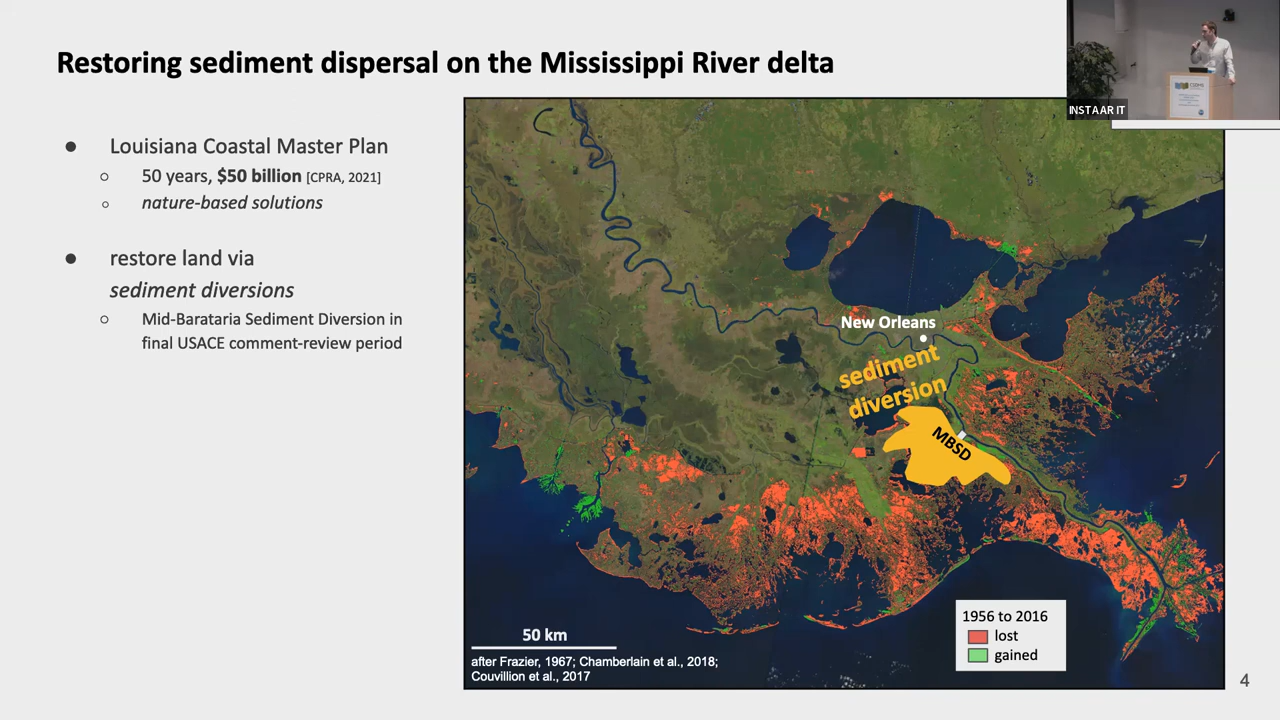 Restoring sediment dispersal on the Mississippi River delta
INSTAAR IT
● Louisiana Coastal Master Plan
○ 50 years, $50 billion [CPRA, 2021]
○ nature-based solutions
● restore land via
sediment diversions
○ Mid-Barataria Sediment Diversion in
final USACE comment-review period
New Orleans
sediment
diversion
MBSD
50 km
after Frazier, 1967; Chamberlain et al., 2018;
Couvillion et al., 2017
1956 to 2016
lost
gained
4